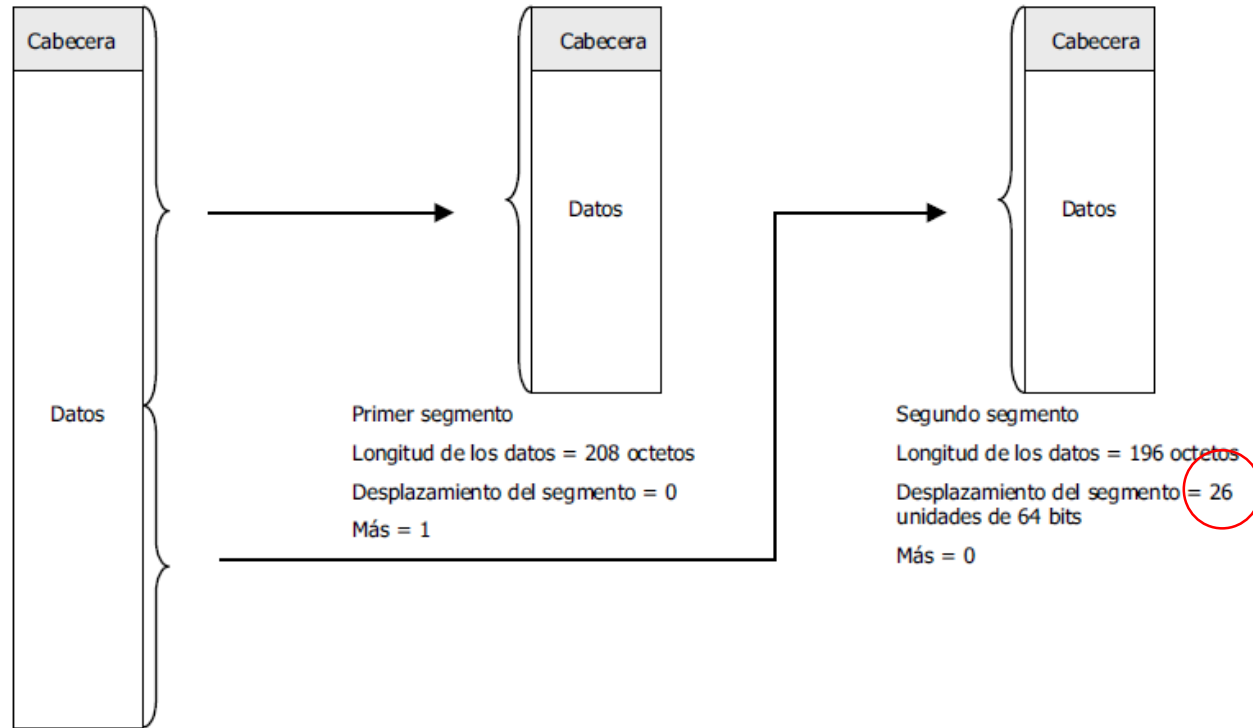 Cabecera
Datos
Cabecera
Datos
Primer segmento
Longitud de los datos = 208 octetos
Desplazamiento del segmento = 0
Más = 1
Cabecera
Datos
Segundo segmento
Longitud de los datos = 196 octetos
Desplazamiento del segmento = 26
unidades de 64 bits
Más = 0